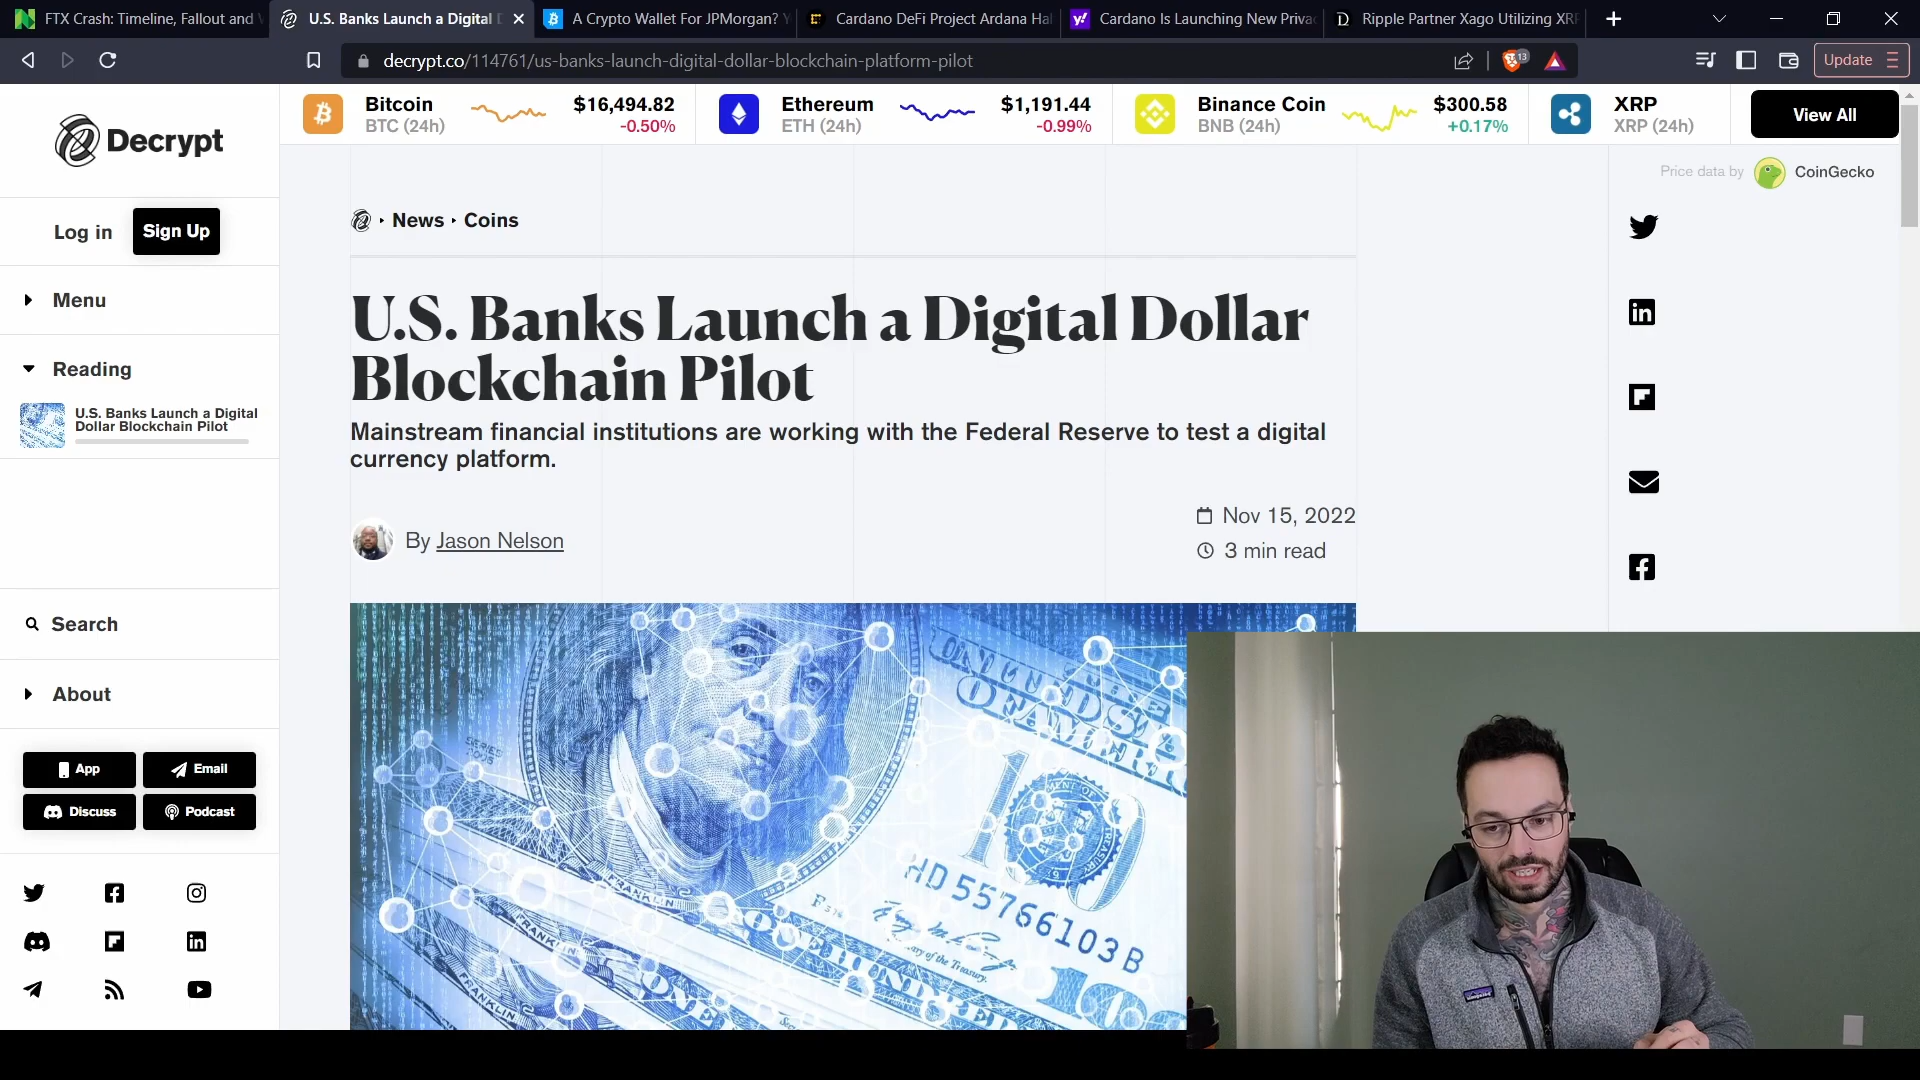 FTX Crash: Timeline, Fallout and
U.S. Banks Launch a Digital
A Crypto Wallet For JPMorgan?
Cardano DeFi Project Ardana Hal
Cardano Is Launching New Priva
Ripple Partner Xago Utilizing XRP
decrypt.co/114761/us-banks-launch-digital-dollar-blockchain-platform-pilot
13
Update
Decrypt
Bitcoin
BTC (24h)
$16,494.82
-0.50%
Ethereum
ETH (24h)
$1,191.44
-0.99%
Binance Coin
BNB (24h)
$300.58
+0.17%
XRP
XRP (24h)
View All
Price data by CoinGecko
Log in
Sign Up
Menu
Reading
U.S. Banks Launch a Digital
Dollar Blockchain Pilot
Search
About
App
Email
Discuss
Podcast
News
Coins
U.S. Banks Launch a Digital Dollar
Blockchain Pilot
Mainstream financial institutions are working with the Federal Reserve to test a digital
currency platform.
By Jason Nelson
Nov 15, 2022
3 min read
HD 55766103 B
FRANKLIN
FRANKLIN